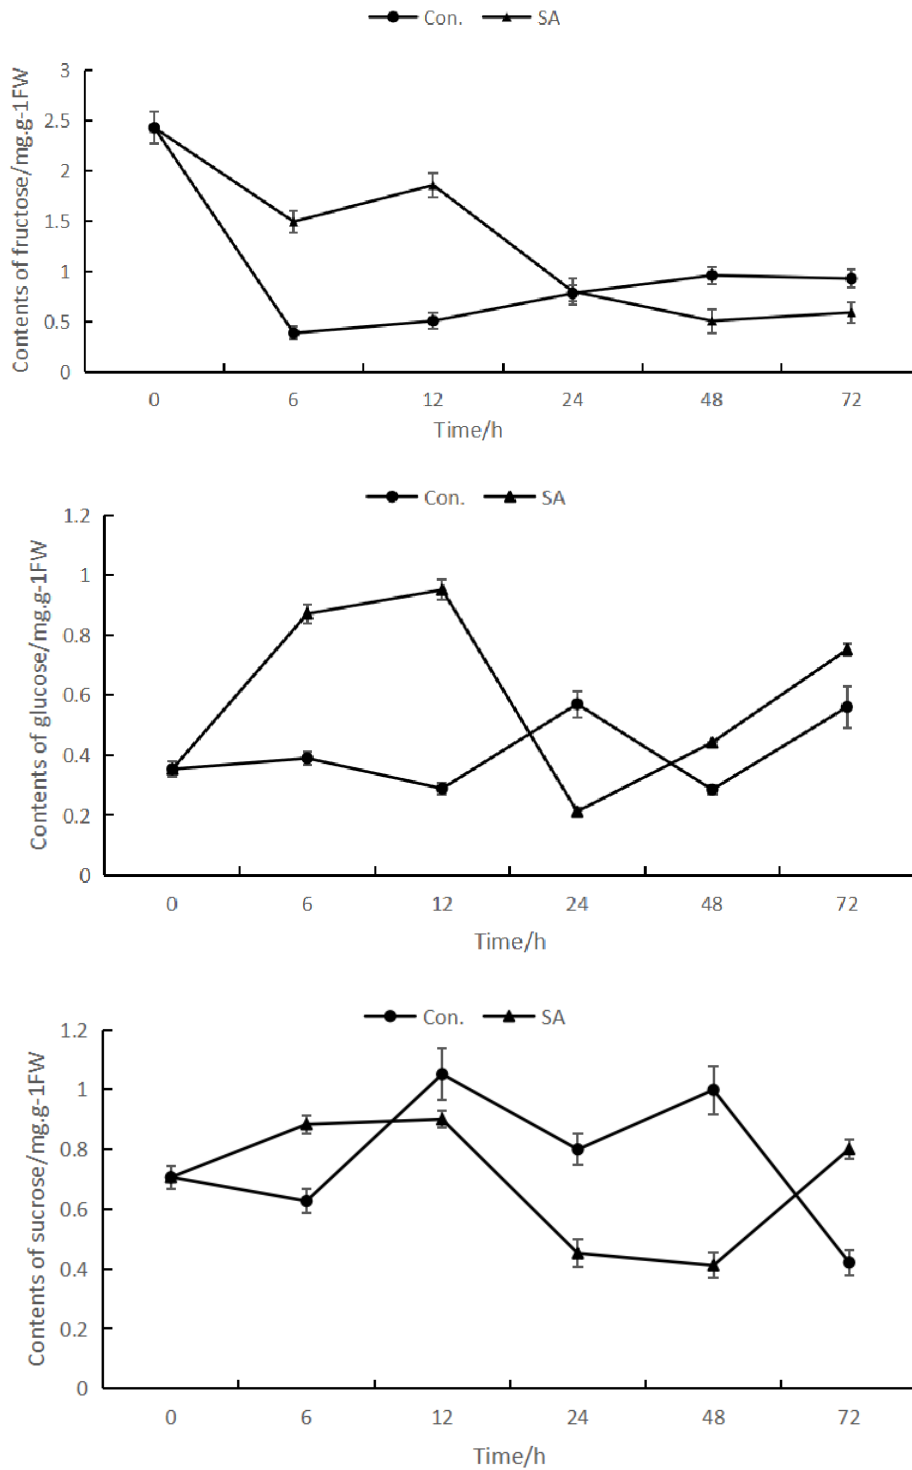 Con. SA
Contents of fructose/mg.g-1FW
3
2.5
2
1.5
1
0.5
0
0 6 12 24 48 72
Time/h
Con. SA
Contents of glucose/mg.g-1FW
1.2
1
0.8
0.6
0.4
0.2
0
0 6 12 24 48 72
Time/h
Con. SA
Contents of sucrose/mg.g-1FW
1.2
1
0.8
0.6
0.4
0.2
0
0 6 12 24 48 72
Time/h